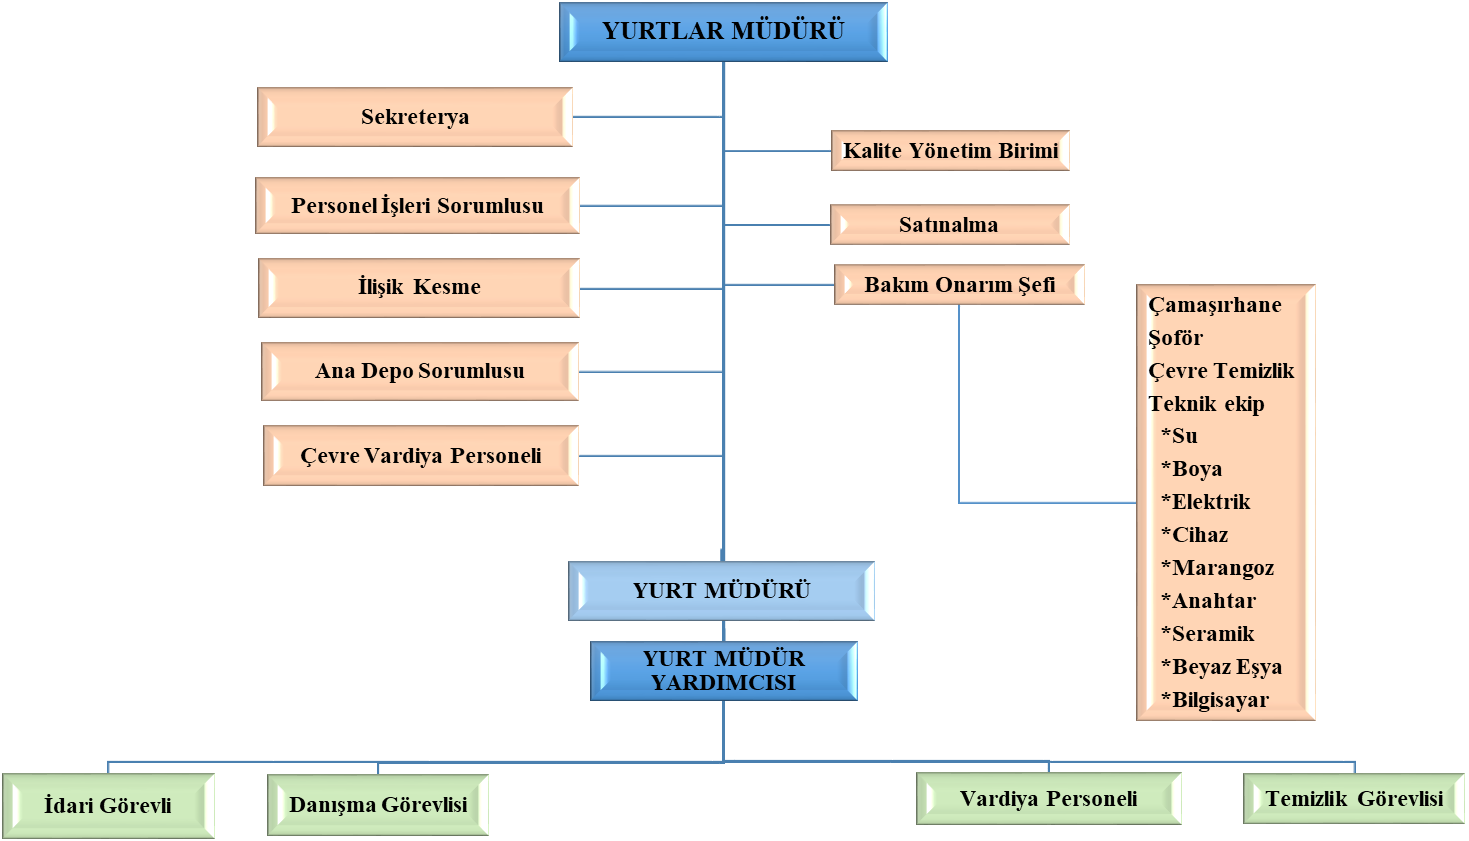 YURTLAR MÜDÜRÜ
Sekreterya
Kalite Yönetim Birimi
Personel İşleri Sorumlusu
Satınalma
İlişik Kesme
Bakım Onarım Şefi
Ana Depo Sorumlusu
Çevre Vardiya Personeli
Çamaşırhane
Şoför
Çevre Temizlik
Teknik ekip
*Su
*Boya
*Elektrik
*Cihaz
*Marangoz
*Anahtar
*Seramik
*Beyaz Eşya
*Bilgisayar
YURT MÜDÜRÜ
YURT MÜDÜR
YARDIMCISI
İdari Görevli
Danışma Görevlisi
Vardiya Personeli
Temizlik Görevlisi